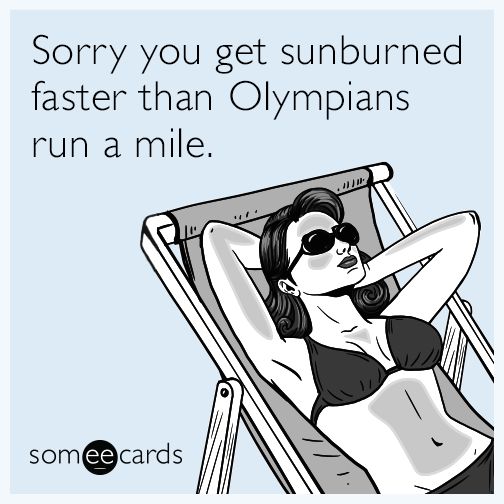 Sorry you get sunburned
faster than Olympians
run a mile.
someecards